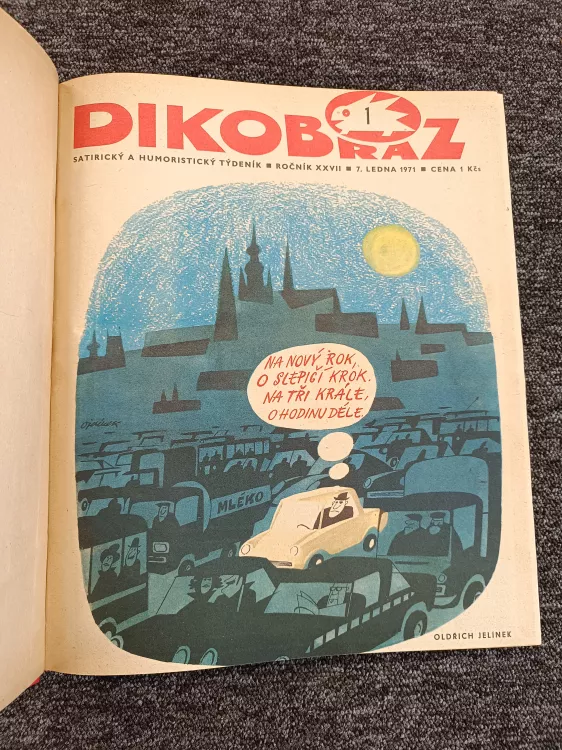 DIKOBRAZ
1
SATIRICKÝ A HUMORISTICKÝ TÝDENÍK ■ ROČNÍK XXVII ■ 7. LEDNA 1971 ■ CENA 1 Kčs
NA NOVÝ ROK,
O SLEPIČÍ KROK.
NA TŘI KRÁLE,
O HODINU DÉLE.
MLÉKO
OLDŘICH JELÍNEK